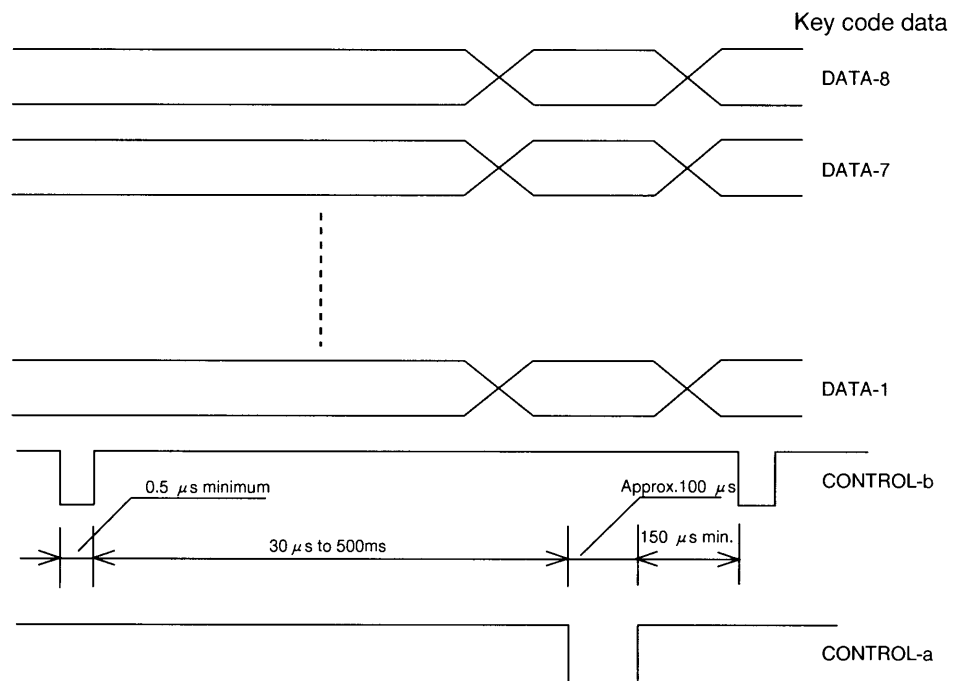 Key code data
DATA-8
DATA-7
DATA-1
CONTROL-b
0.5 μs minimum
Approx.100 μs
30 μs to 500ms
150 μs min.
CONTROL-a